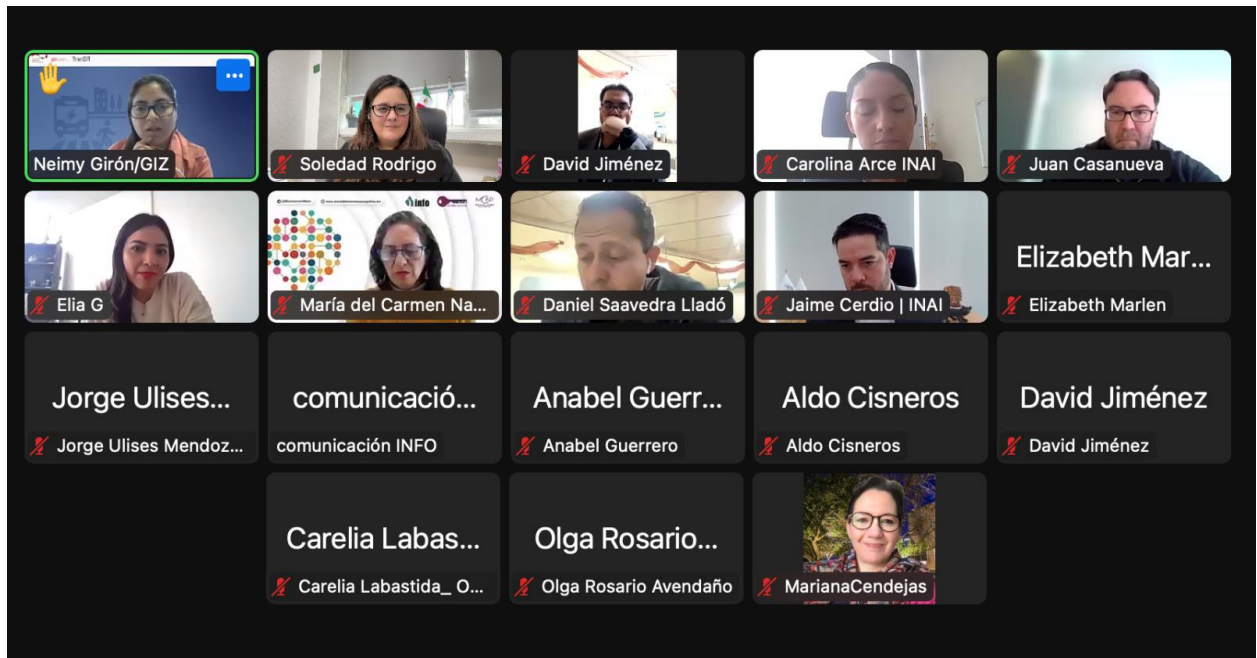 TranSIT
Neimy Girón/GIZ
Soledad Rodrigo
David Jiménez
Carolina Arce INAI
Juan Casanueva
info
Elia G
María del Carmen Na...
Daniel Saavedra Lladó
Jaime Cerdio | INAI
Elizabeth Mar...
Elizabeth Marlen
Jorge Ulises...
Jorge Ulises Mendoz...
comunicació...
comunicación INFO
Anabel Guerr...
Anabel Guerrero
Aldo Cisneros
Aldo Cisneros
David Jiménez
David Jiménez
Carelia Labas...
Carelia Labastida_ O...
Olga Rosario...
Olga Rosario Avendaño
MarianaCendejas